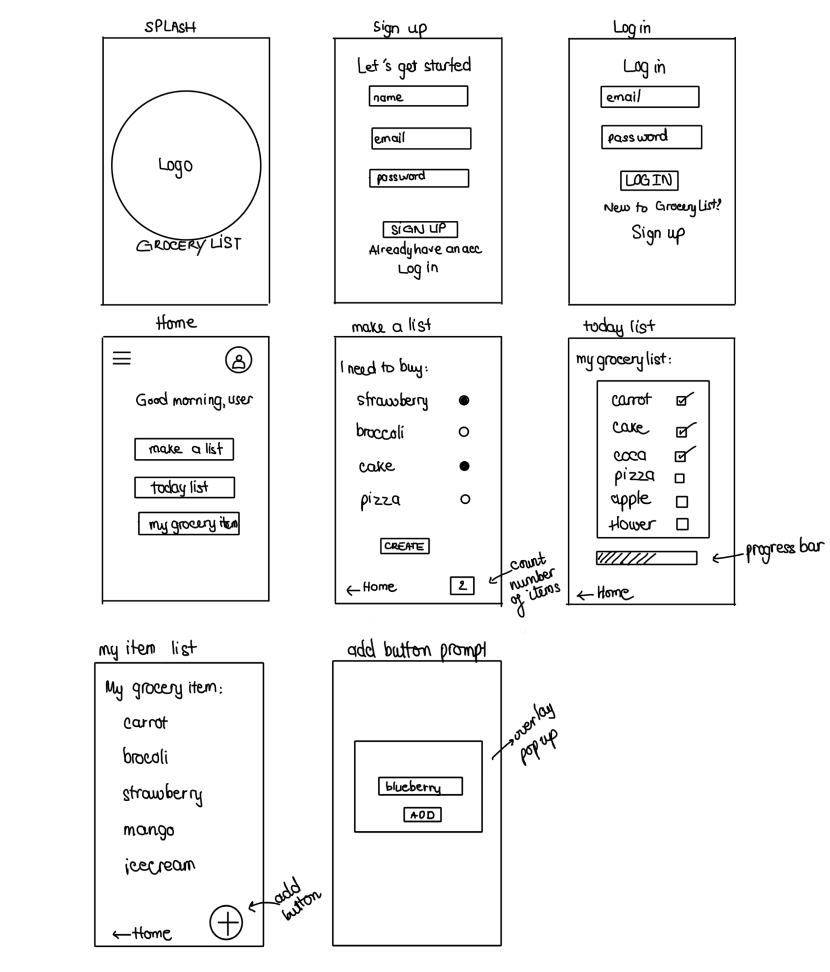 SPLASH
Logo
GROCERY LIST
Sign up
Let's get started
name
email
password
SIGN UP
Already have an acc
Log in
Log in
Log in
email
password
LOG IN
New to Grocery List?
Sign up
Home
Good morning, user
make a list
today list
my grocery item
make a list
I need to buy:
strawberry
broccoli
cake
pizza
CREATE
← Home
2
count
number
of items
today list
my grocery list:
carrot
cake
coca
pizza
apple
flower
progress bar
← Home
my item list
My grocery item:
carrot
brocoli
strawberry
mango
icecream
← Home
add
button
add button prompt
blueberry
ADD
overlay
pop up